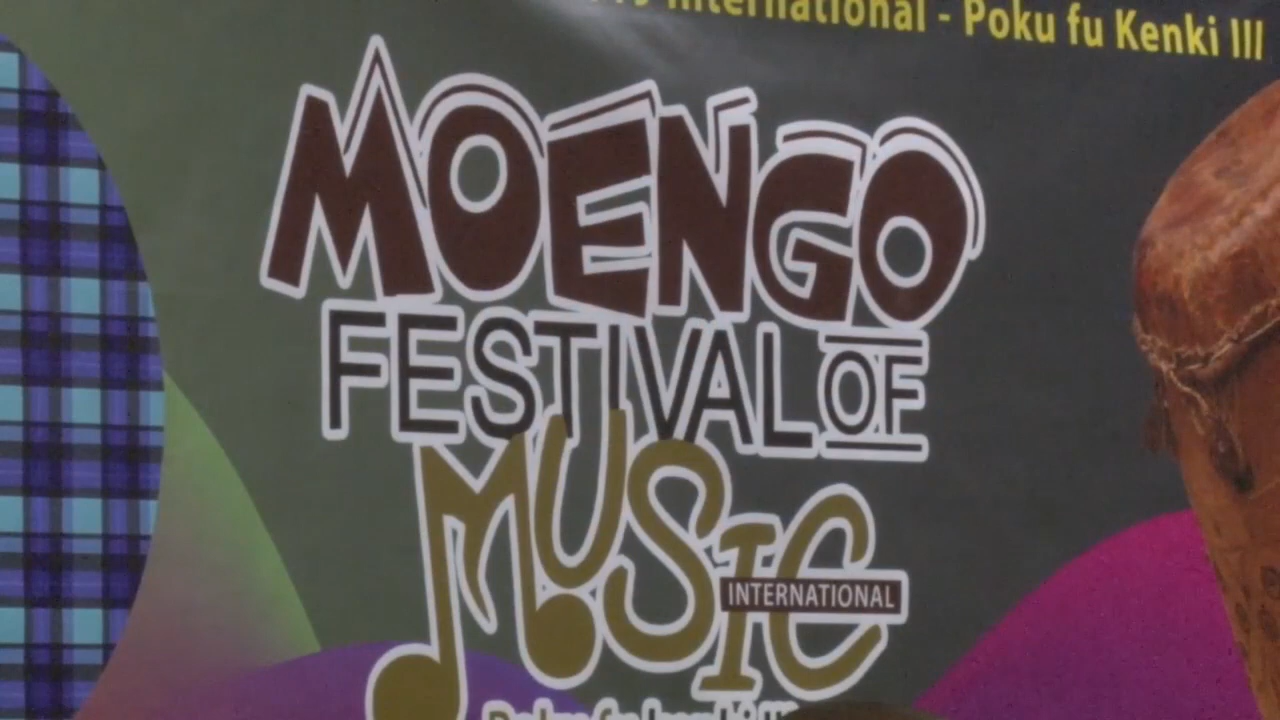 International - Poku fu Kenki III
MOENGO
FESTIVAL OF
MUSIC
INTERNATIONAL